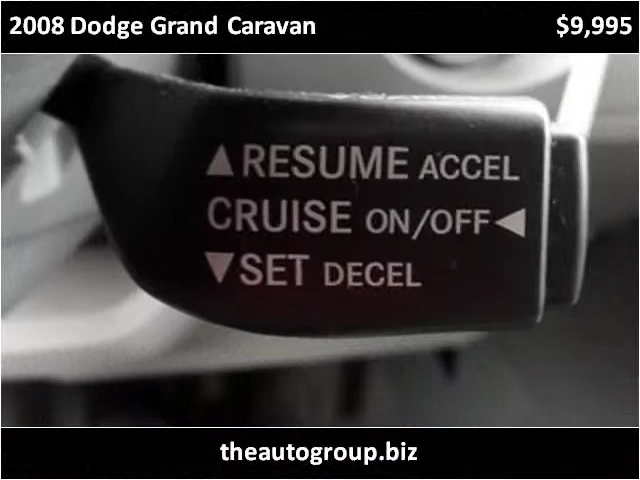 2008 Dodge Grand Caravan $9,995
▲RESUME ACCEL
CRUISE ON/OFF◀
▼SET DECEL
theautogroup.biz